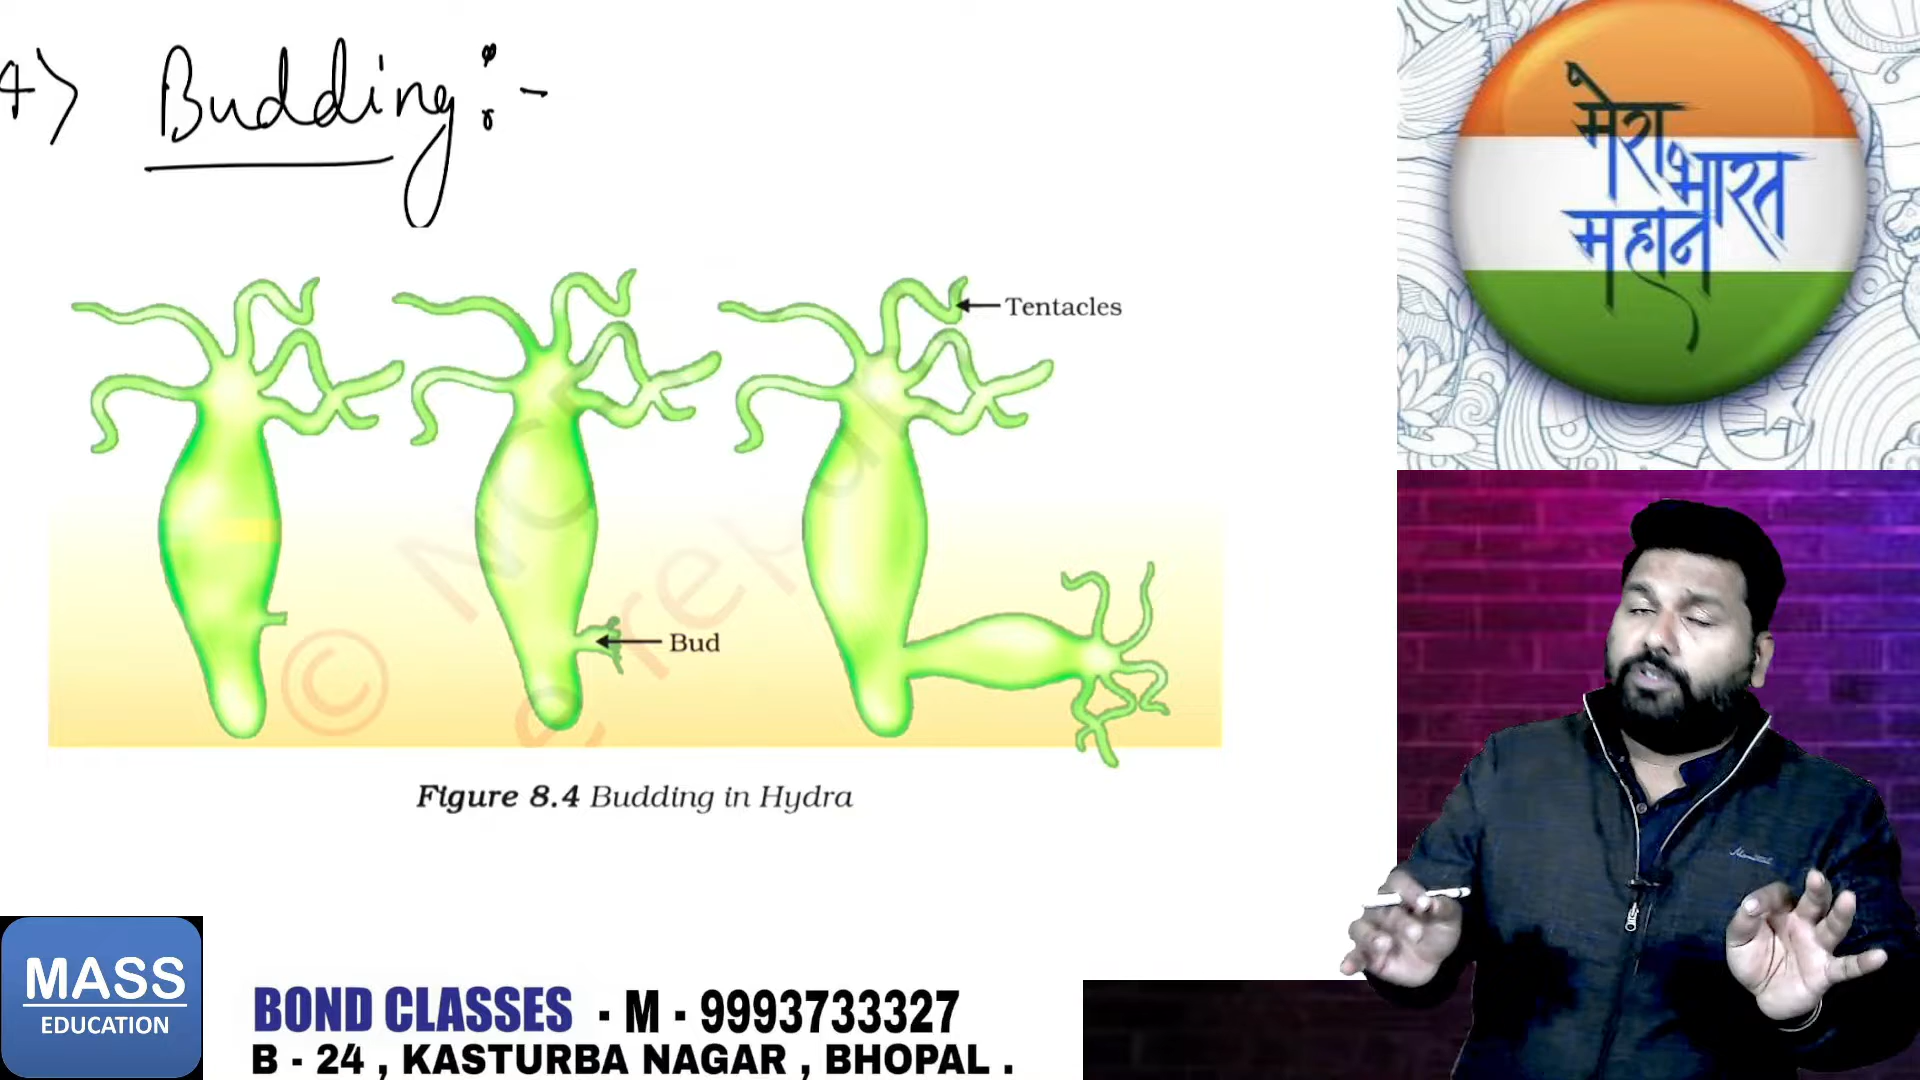 4> Budding :-
मेरा
भारत
महान
Tentacles
Bud
Figure 8.4 Budding in Hydra
MASS
EDUCATION
BOND CLASSES - M - 9993733327
B - 24 , KASTURBA NAGAR , BHOPAL .